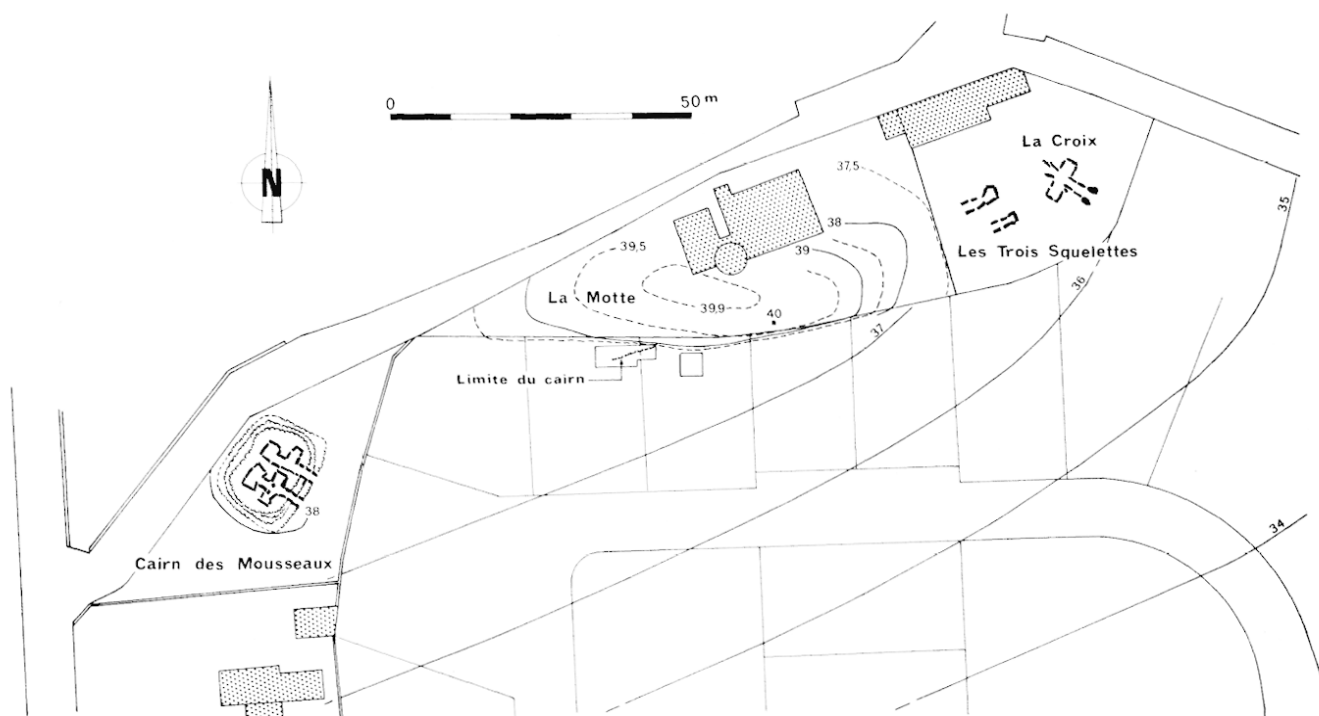 0
50 m
N
La Croix
37,5
35
38
39,5
39
Les Trois Squelettes
36
La Motte
39,9
40
37
Limite du cairn
38
34
Cairn des Mousseaux